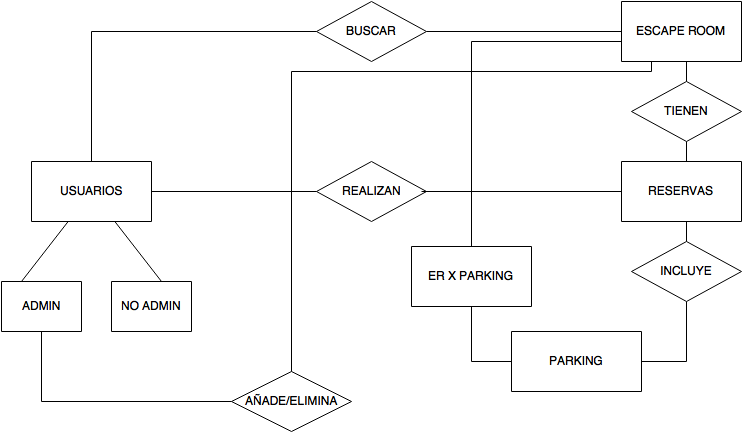 BUSCAR
ESCAPE ROOM
TIENEN
USUARIOS
REALIZAN
RESERVAS
ER X PARKING
INCLUYE
ADMIN
NO ADMIN
PARKING
AÑADE/ELIMINA